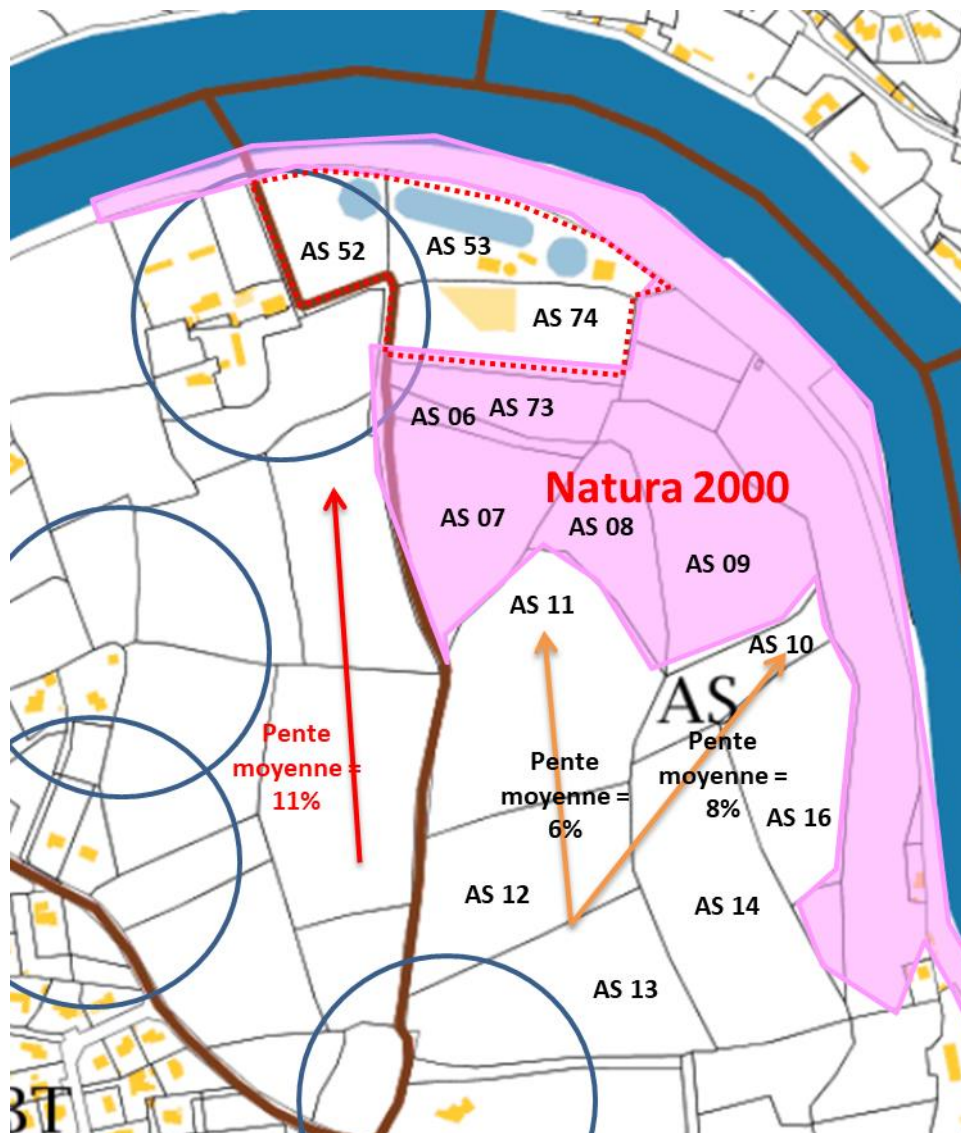 AS 52
AS 53
AS 74
AS 06
AS 73
Natura 2000
AS 07
AS 08
AS 09
AS 11
AS 10
AS
Pente
moyenne =
11%
Pente
moyenne =
6%
Pente
moyenne =
8%
AS 16
AS 12
AS 14
AS 13
BT